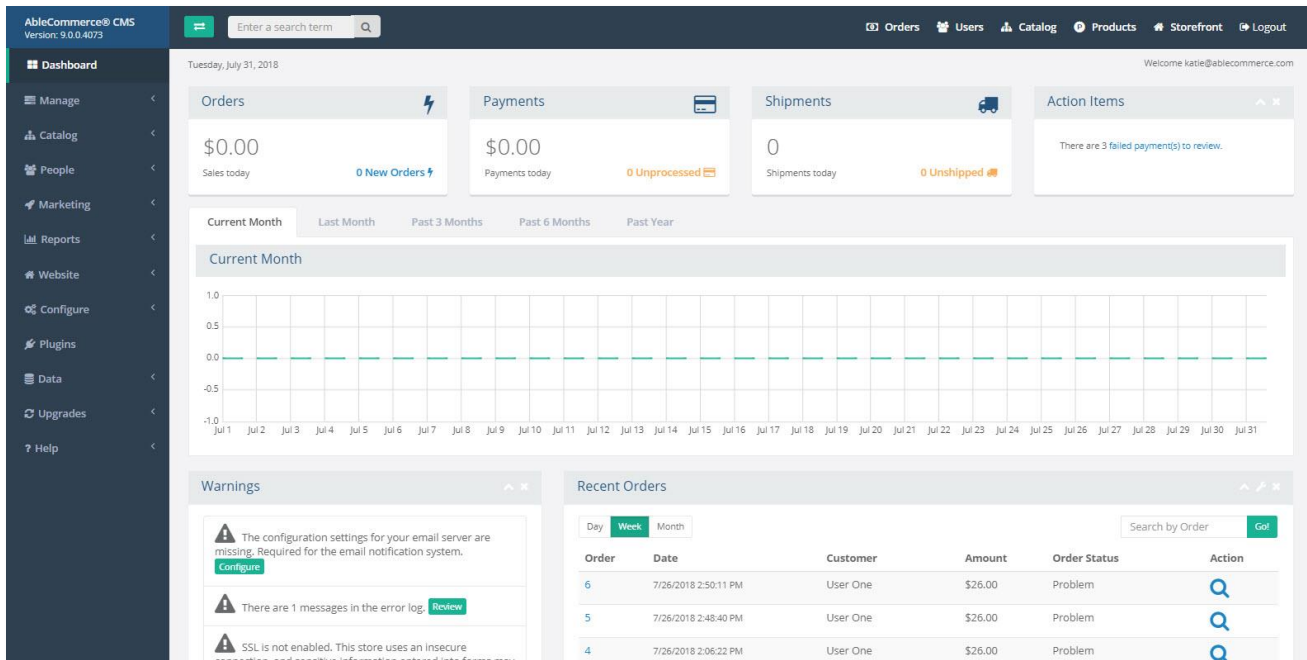 AbleCommerce® CMS
Version: 9.0.0.4073
Enter a search term
Orders Users Catalog Products Storefront Logout
Dashboard
Manage
Catalog
People
Marketing
Reports
Website
Configure
Plugins
Data
Upgrades
? Help
Tuesday, July 31, 2018
Welcome katie@ablecommerce.com
Orders
$0.00
Sales today 0 New Orders
Payments
$0.00
Payments today 0 Unprocessed
Shipments
0
Shipments today 0 Unshipped
Action Items
There are 3 failed payment(s) to review.
Current Month Last Month Past 3 Months Past 6 Months Past Year
Current Month
1.0
0.5
0.0
-0.5
-1.0
Jul 1 Jul 2 Jul 3 Jul 4 Jul 5 Jul 6 Jul 7 Jul 8 Jul 9 Jul 10 Jul 11 Jul 12 Jul 13 Jul 14 Jul 15 Jul 16 Jul 17 Jul 18 Jul 19 Jul 20 Jul 21 Jul 22 Jul 23 Jul 24 Jul 25 Jul 26 Jul 27 Jul 28 Jul 29 Jul 30 Jul 31
Warnings
The configuration settings for your email server are
missing. Required for the email notification system.
Configure
There are 1 messages in the error log. Review
SSL is not enabled. This store uses an insecure
connection, and sensitive information entered into forms may
Recent Orders
Day Week Month
Search by Order Go!
Order Date Customer Amount Order Status Action
6 7/26/2018 2:50:11 PM User One $26.00 Problem
5 7/26/2018 2:48:40 PM User One $26.00 Problem
4 7/26/2018 2:06:22 PM User One $26.00 Problem